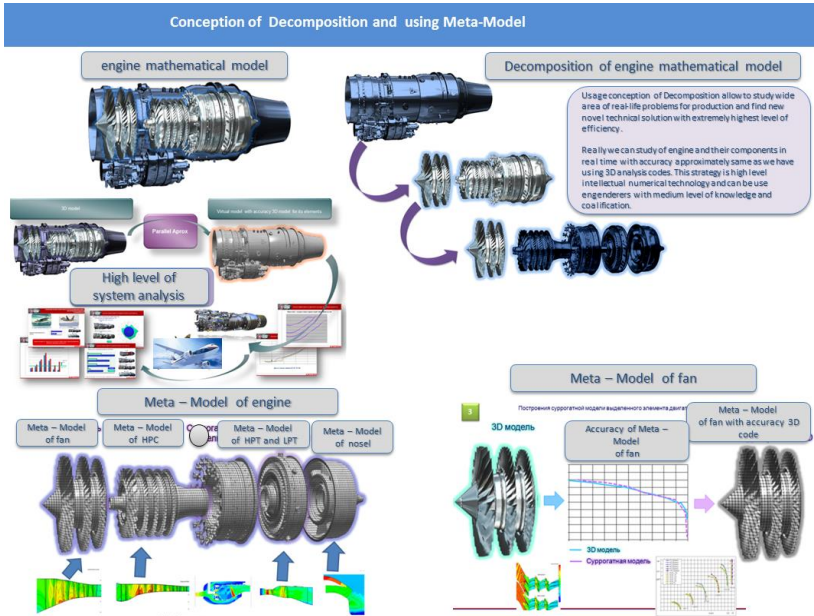 Conception of Decomposition and using Meta-Model
engine mathematical model
Decomposition of engine mathematical model
Usage conception of Decomposition allow to study wide
area of real-life problems for production and find new
novel technical solution with extremely highest level of
efficiency .
Really we can study of engine and their components in
real time with accuracy approximately same as we have
using 3D analysis codes. This strategy is high level
intellectual numerical technology and can be use
engenderers with medium level of knowledge and
coalification.
3D model
Parallel Aprox
Virtual model with accuracy 3D model for its elements
High level of
system analysis
Meta – Model of engine
Meta – Model
of fan
Meta – Model
of HPC
Meta – Model
of HPT and LPT
Meta – Model
of nosel
Meta – Model of fan
3
Построения суррогатной модели выделенного элемента
3D модель
Accuracy of Meta –
Model
of fan
Meta – Model
of fan with accuracy 3D
code
3D модель
Суррогатная модель